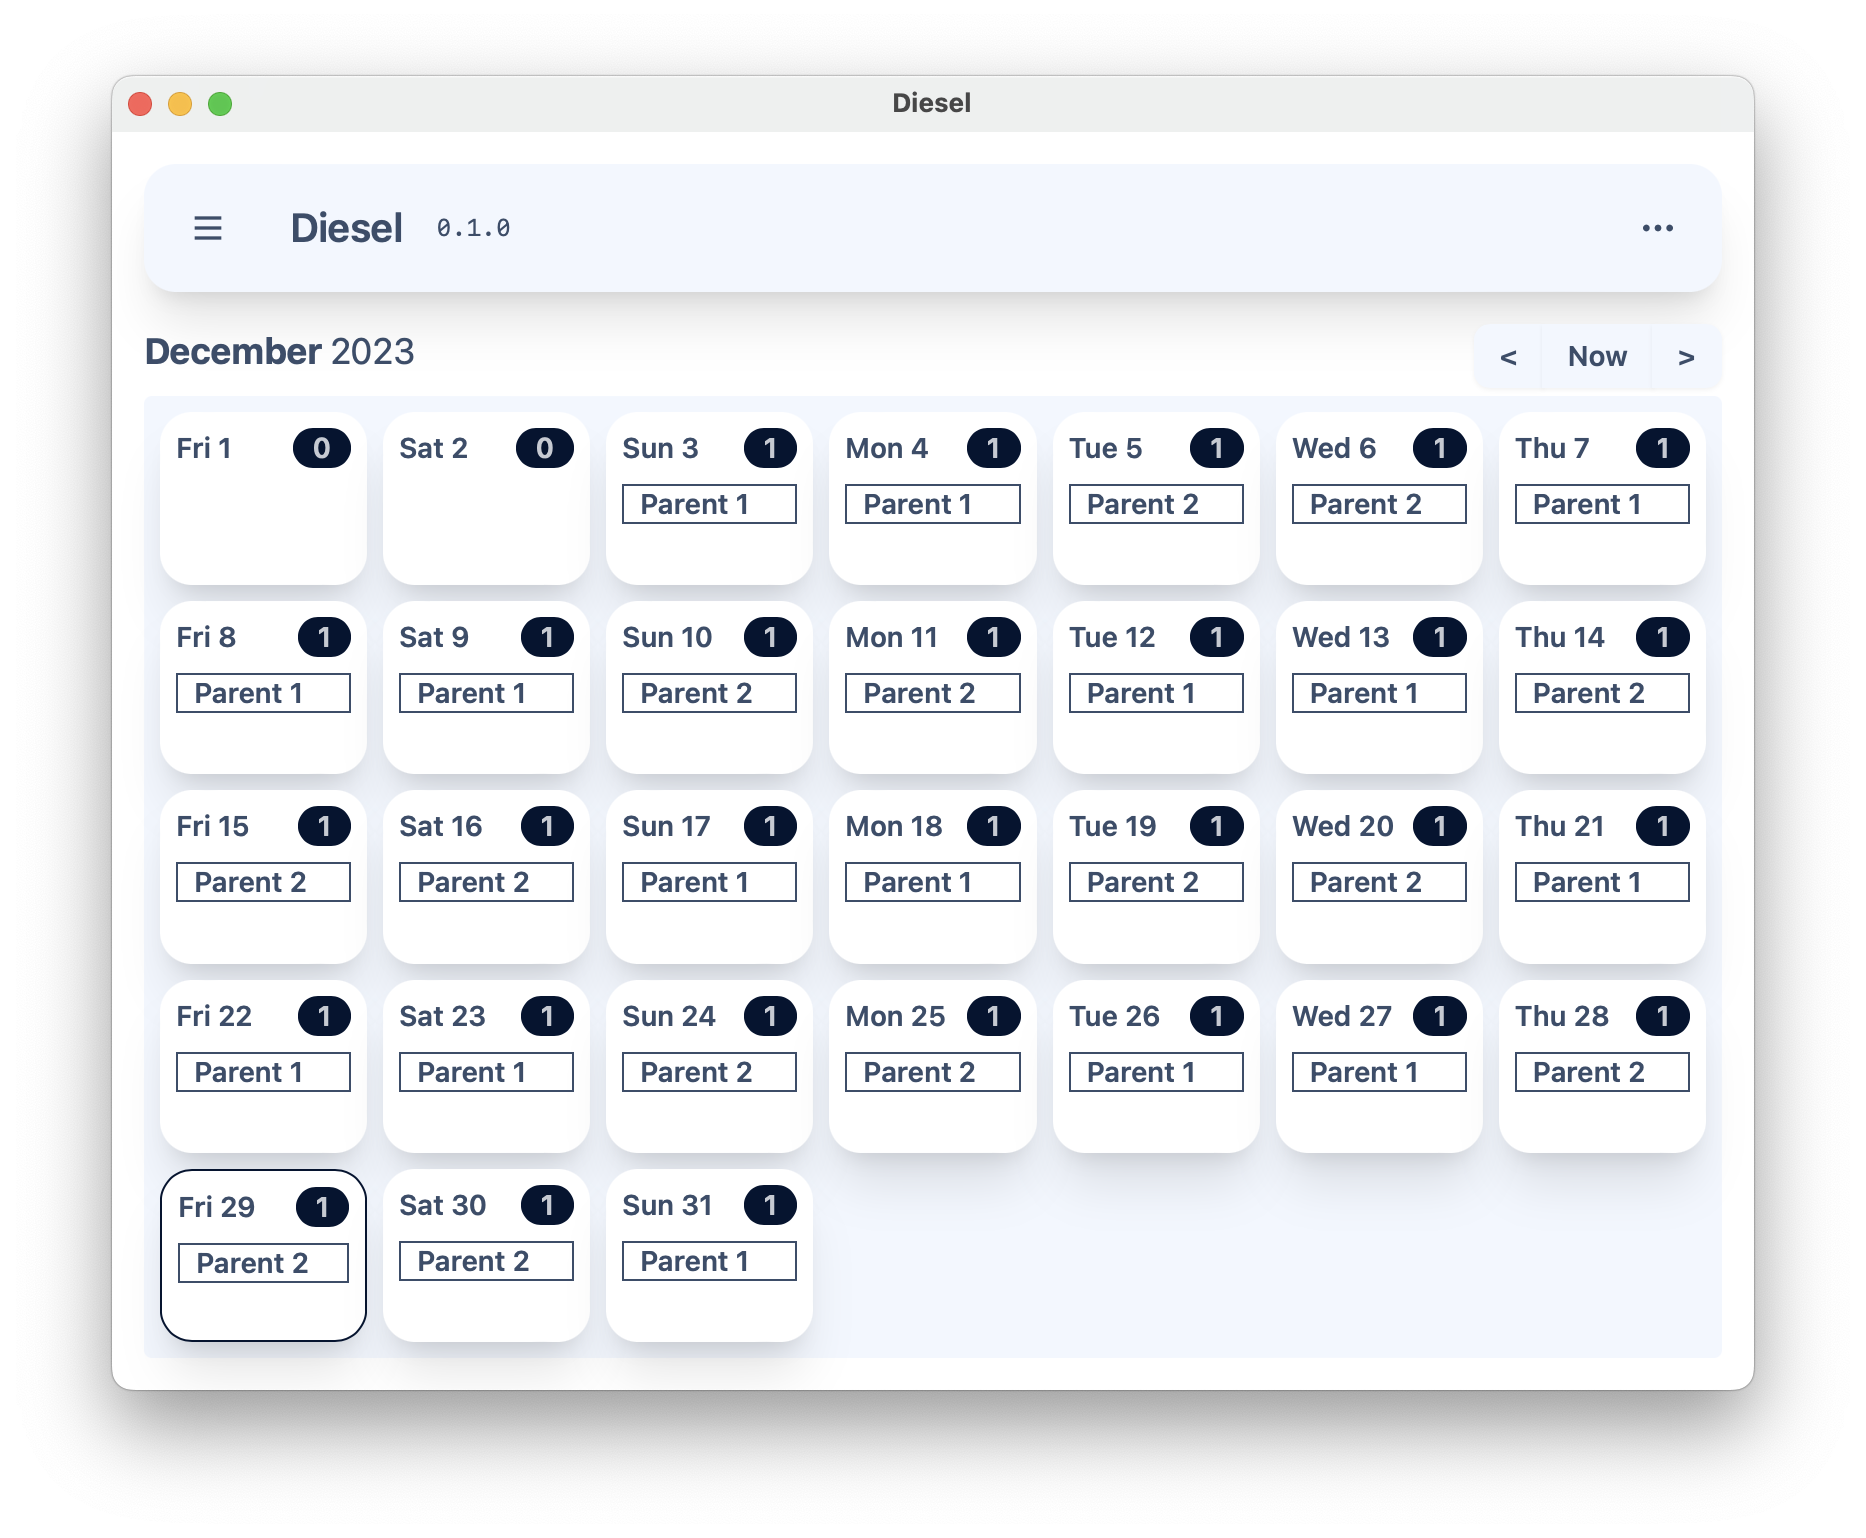 Diesel
Diesel 0.1.0 ...
December 2023 < Now >
Fri 1 0 Sat 2 0 Sun 3 1 Mon 4 1 Tue 5 1 Wed 6 1 Thu 7 1
Parent 1 Parent 1 Parent 2 Parent 2 Parent 1
Fri 8 1 Sat 9 1 Sun 10 1 Mon 11 1 Tue 12 1 Wed 13 1 Thu 14 1
Parent 1 Parent 1 Parent 2 Parent 2 Parent 1 Parent 1 Parent 2
Fri 15 1 Sat 16 1 Sun 17 1 Mon 18 1 Tue 19 1 Wed 20 1 Thu 21 1
Parent 2 Parent 2 Parent 1 Parent 1 Parent 2 Parent 2 Parent 1
Fri 22 1 Sat 23 1 Sun 24 1 Mon 25 1 Tue 26 1 Wed 27 1 Thu 28 1
Parent 1 Parent 1 Parent 2 Parent 2 Parent 1 Parent 1 Parent 2
Fri 29 1 Sat 30 1 Sun 31 1
Parent 2 Parent 2 Parent 1